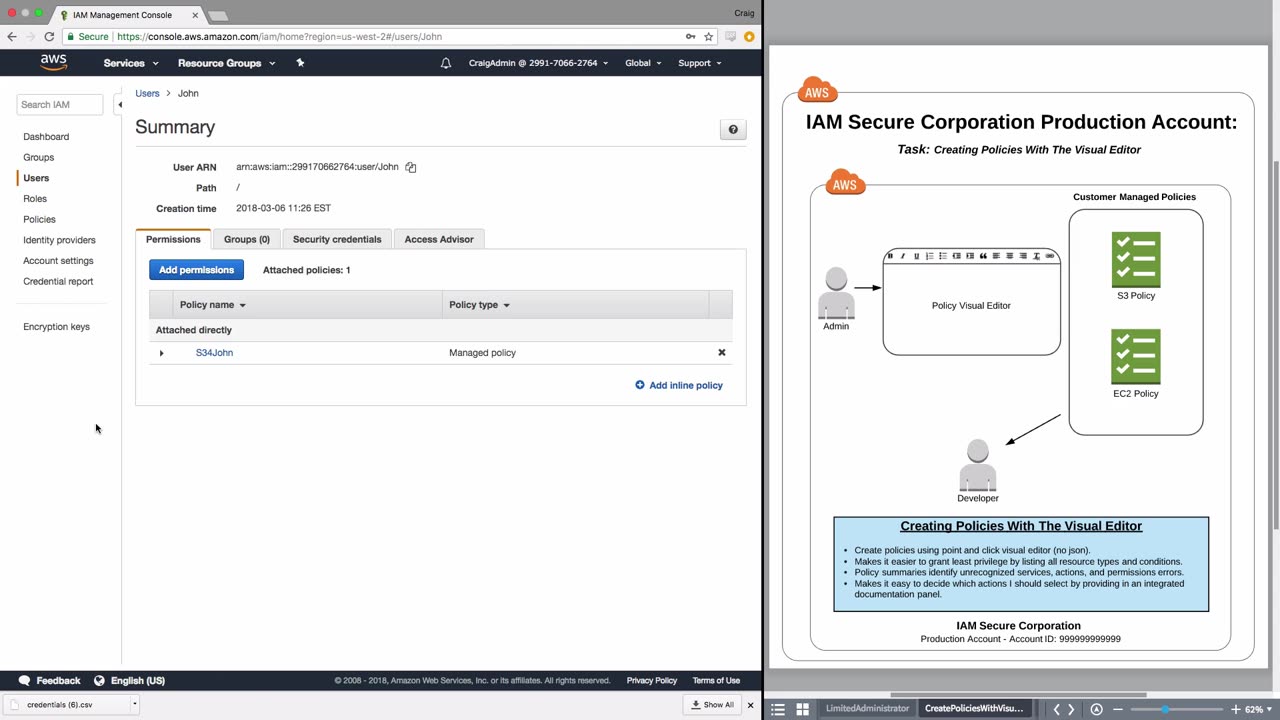 IAM Management Console
Craig
Secure
https://console.aws.amazon.com/iam/home?region=us-west-2#/users/John
aws
Services
Resource Groups
CraigAdmin @ 2991-7066-2764
Global
Support
Search IAM
Dashboard
Groups
Users
Roles
Policies
Identity providers
Account settings
Credential report
Encryption keys
Users > John
Summary
?
User ARN arn:aws:iam::299170662764:user/John
Path /
Creation time 2018-03-06 11:26 EST
Permissions
Groups (0)
Security credentials
Access Advisor
Add permissions
Attached policies: 1
Policy name
Policy type
Attached directly
S34John
Managed policy
Add inline policy
Feedback
English (US)
© 2008 - 2018, Amazon Web Services, Inc. or its affiliates. All rights reserved.
Privacy Policy
Terms of Use
credentials (6).csv
Show All
AWS
IAM Secure Corporation Production Account:
Task: Creating Policies With The Visual Editor
AWS
Customer Managed Policies
Admin
Policy Visual Editor
S3 Policy
EC2 Policy
Developer
Creating Policies With The Visual Editor
• Create policies using point and click visual editor (no json).
• Makes it easier to grant least privilege by listing all resource types and conditions.
• Policy summaries identify unrecognized services, actions, and permissions errors.
• Makes it easy to decide which actions I should select by providing in an integrated
documentation panel.
IAM Secure Corporation
Production Account - Account ID: 999999999999
LimitedAdministrator
CreatePoliciesWithVisu...
62%